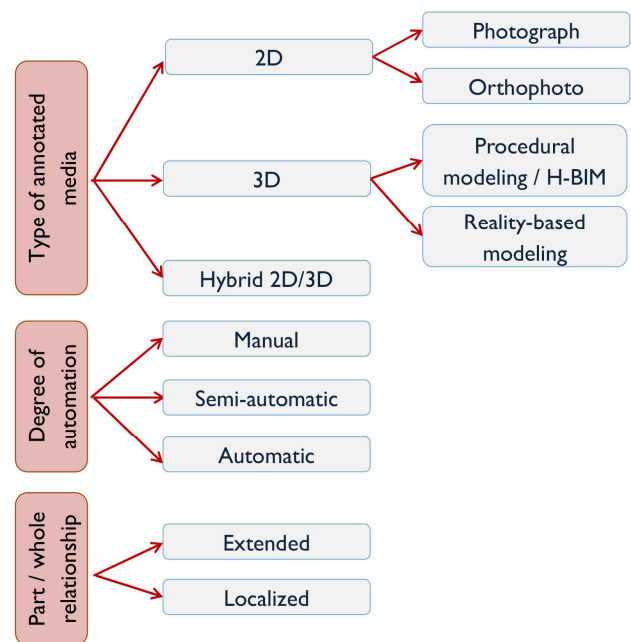 Type of annotated
media
2D
Photograph
Orthophoto
3D
Procedural
modeling / H-BIM
Reality-based
modeling
Hybrid 2D/3D
Degree of
automation
Manual
Semi-automatic
Automatic
Part / whole
relationship
Extended
Localized